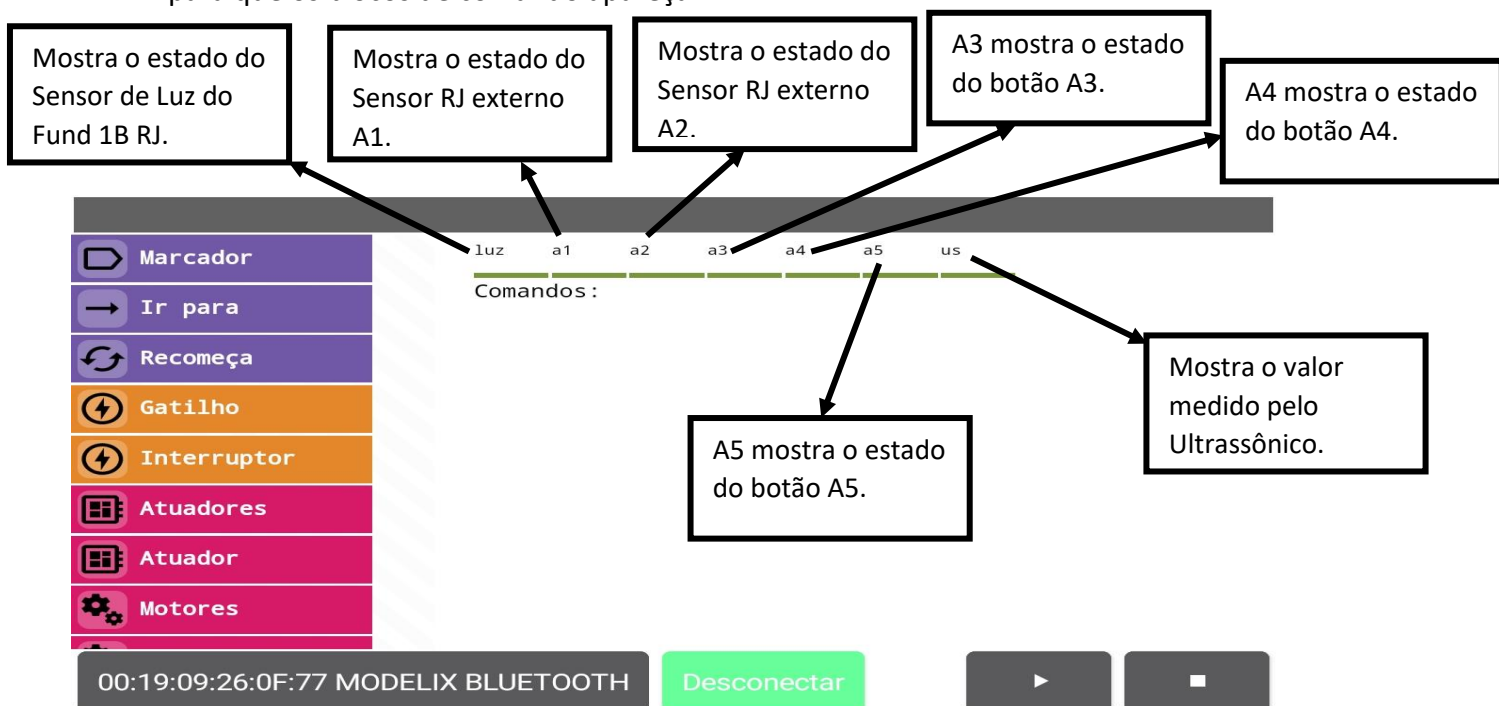 Mostra o estado do
Sensor de Luz do
Fund 1B RJ.
Mostra o estado do
Sensor RJ externo
A1.
Mostra o estado do
Sensor RJ externo
A2.
A3 mostra o estado
do botão A3.
A4 mostra o estado
do botão A4.
luz a1 a2 a3 a4 a5 us
Comandos:
Marcador
Ir para
Recomeça
Gatilho
Interruptor
Atuadores
Atuador
Motores
A5 mostra o estado
do botão A5.
Mostra o valor
medido pelo
Ultrassônico.
00:19:09:26:0F:77 MODELIX BLUETOOTH
Desconectar